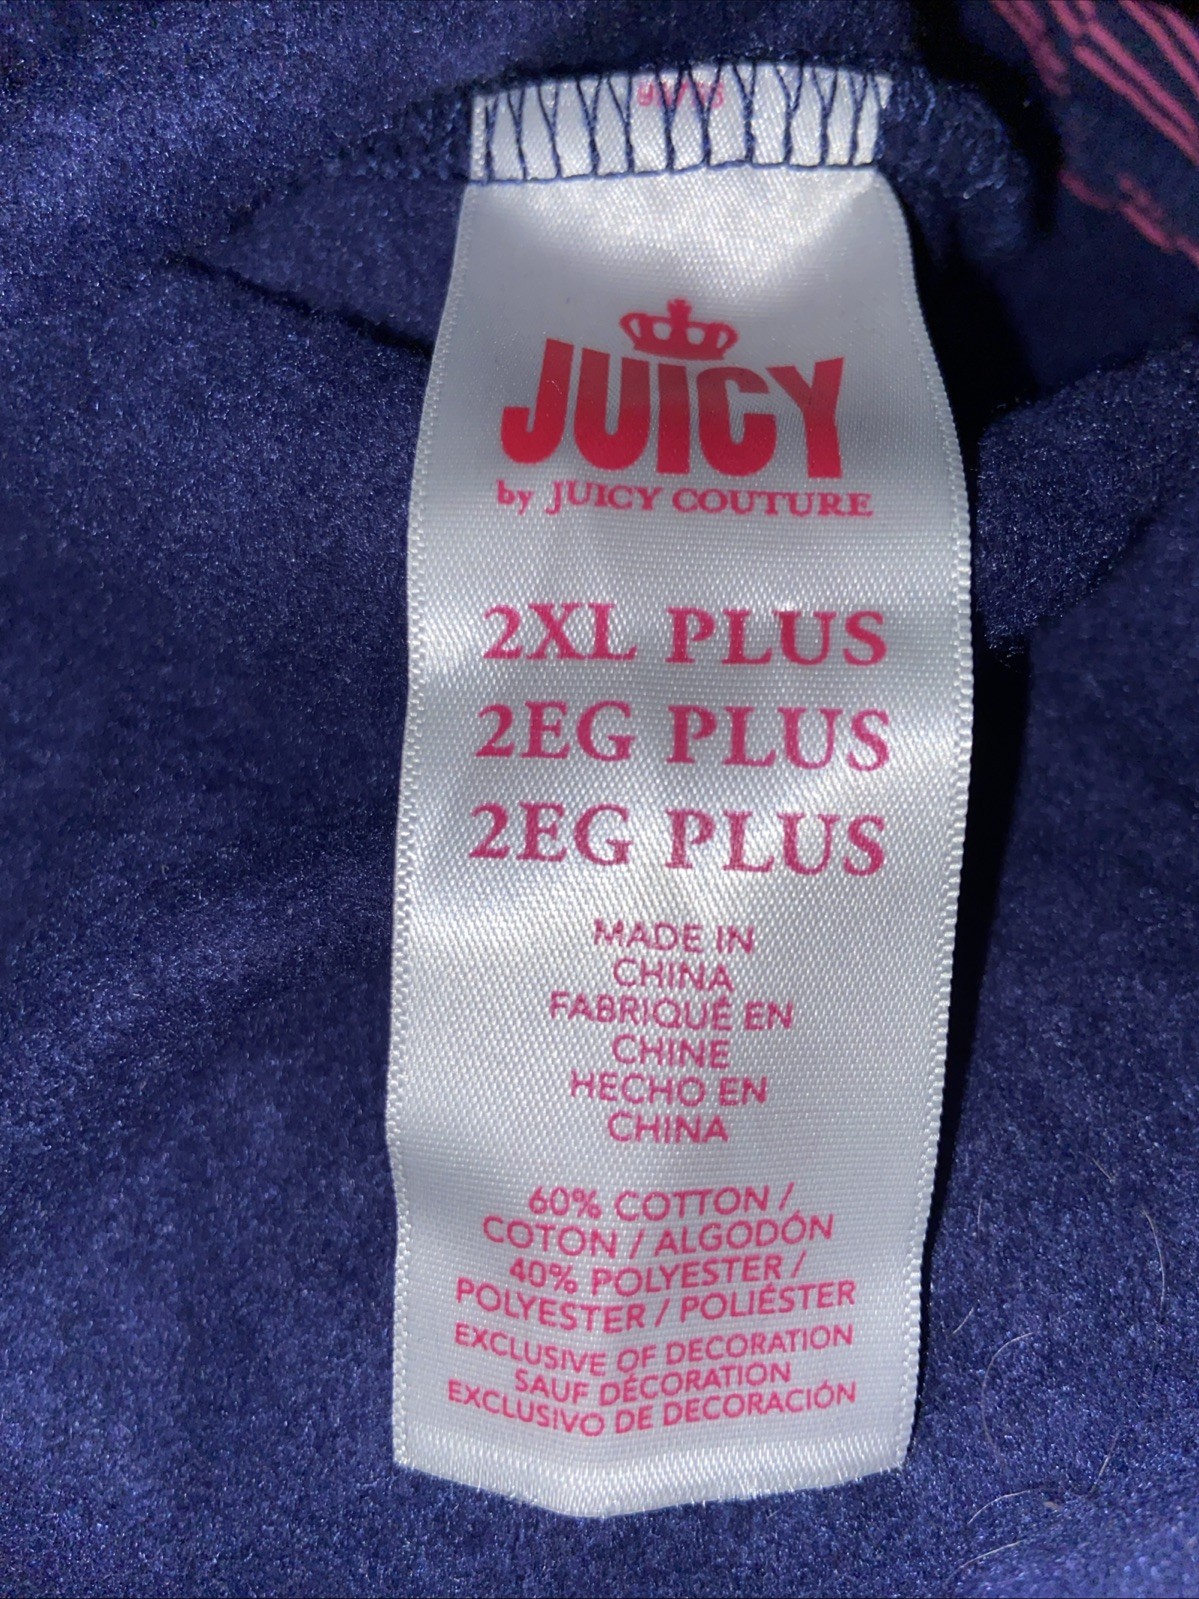 JUICY
by JUICY COUTURE
2XL PLUS
2EG PLUS
2EG PLUS
MADE IN
CHINA
FABRIQUÉ EN
CHINE
HECHO EN
CHINA
60% COTTON /
COTON / ALGODÓN
40% POLYESTER /
POLYESTER / POLIÉSTER
EXCLUSIVE OF DECORATION
SAUF DÉCORATION
EXCLUSIVO DE DECORACIÓN